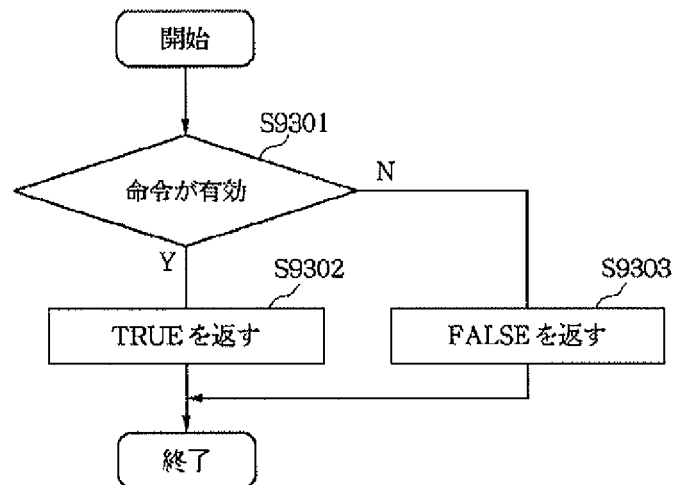 開始
S9301
命令が有効
N
Y
S9302
S9303
TRUEを返す
FALSEを返す
終了